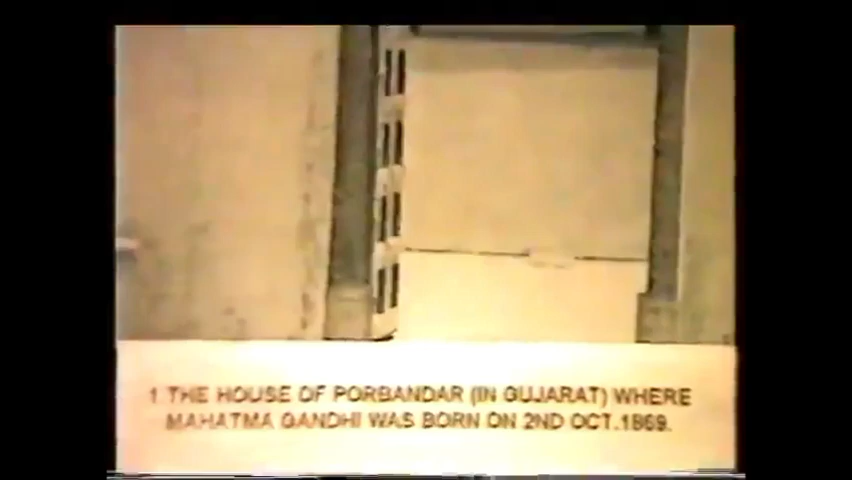 1 THE HOUSE OF PORBANDAR (IN GUJARAT) WHERE
MAHATMA GANDHI WAS BORN ON 2ND OCT.1869.